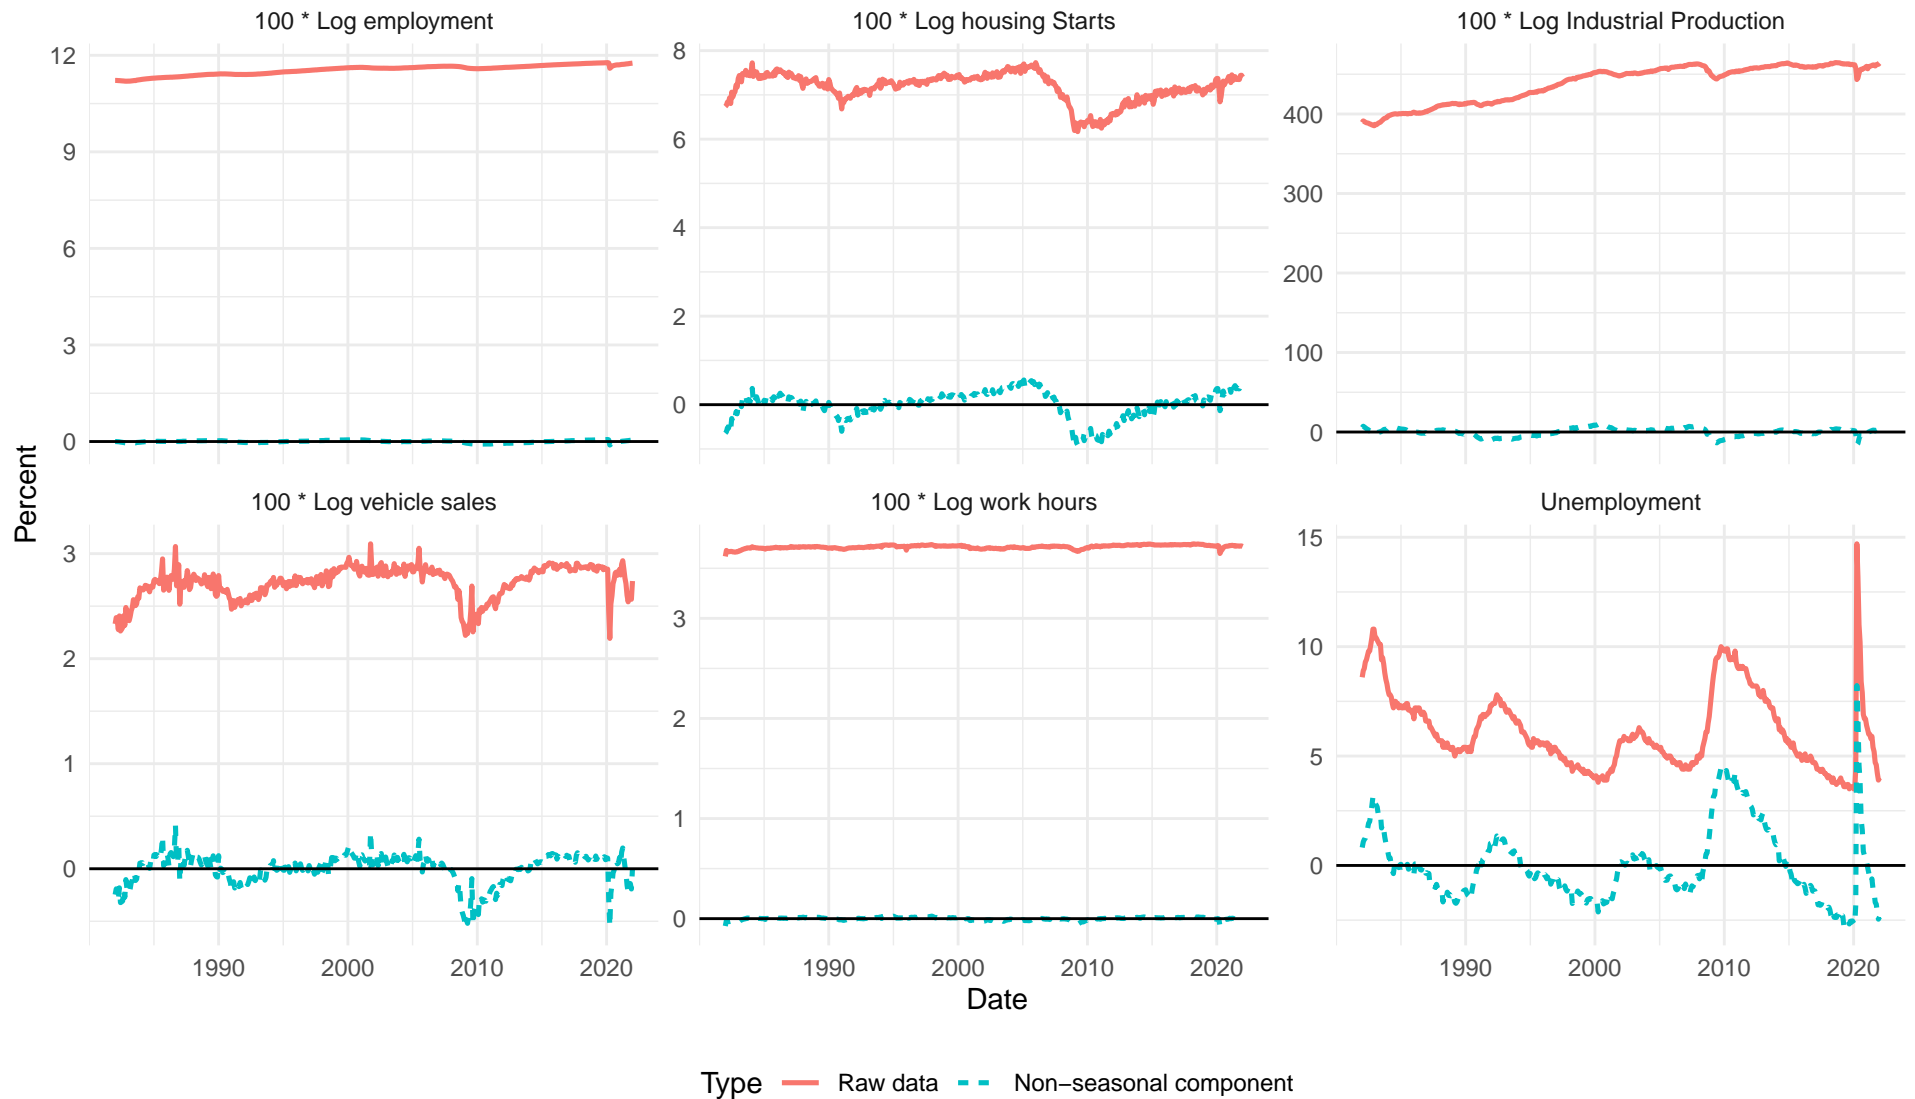 100 * Log employment
100 * Log housing Starts
100 * Log Industrial Production
12
9
6
3
0
8
6
4
2
0
400
300
200
100
0
Percent
100 * Log vehicle sales
100 * Log work hours
Unemployment
3
2
1
0
3
2
1
0
15
10
5
0
1990 2000 2010 2020
1990 2000 2010 2020
1990 2000 2010 2020
Date
Type Raw data Non−seasonal component